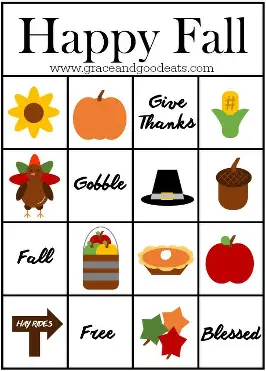 Happy Fall
www.graceandgoodeats.com
Give
Thanks
#
Gobble
Fall
HAY RIDES
Free
Blessed